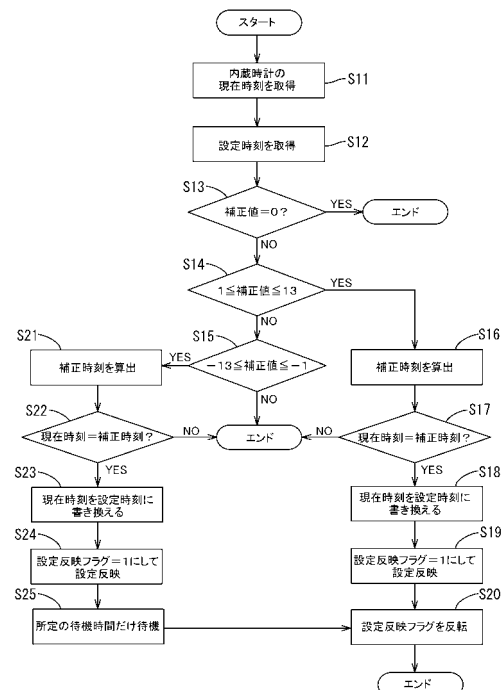 スタート
内蔵時計の
現在時刻を取得
S11
設定時刻を取得
S12
S13
補正値=0?
YES
エンド
NO
S14
1≦補正値≦13
YES
NO
S15
-13≦補正値≦-1
YES
NO
エンド
S21
補正時刻を算出
S22
現在時刻=補正時刻?
NO
YES
S23
現在時刻を設定時刻に
書き換える
S24
設定反映フラグ=1にして
設定反映
S25
所定の待機時間だけ待機
S16
補正時刻を算出
S17
現在時刻=補正時刻?
NO
YES
S18
現在時刻を設定時刻に
書き換える
S19
設定反映フラグ=1にして
設定反映
S20
設定反映フラグを反転
エンド